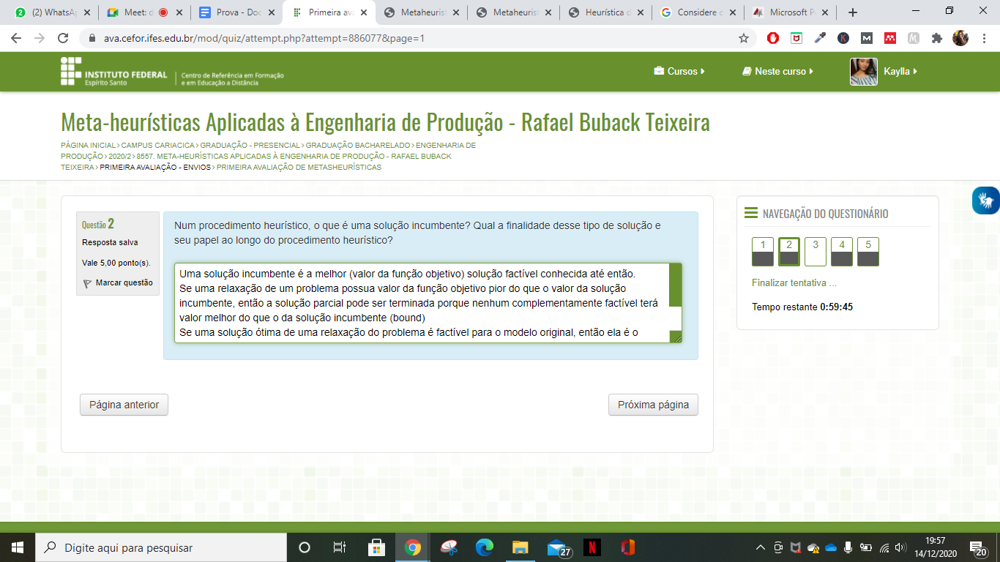 (2) WhatsAp
Meet: d
Prova - Doc
Primeira ava
Metaheurist
Metaheurist
Heurística d
Considere o
Microsoft P
ava.cefor.ifes.edu.br/mod/quiz/attempt.php?attempt=886077&page=1
INSTITUTO FEDERAL
Espírito Santo
Centro de Referência em Formação
e em Educação a Distância
Cursos
Neste curso
Kaylla
Meta-heurísticas Aplicadas à Engenharia de Produção - Rafael Buback Teixeira
PÁGINA INICIAL › CAMPUS CARIACICA › GRADUAÇÃO - PRESENCIAL › GRADUAÇÃO BACHARELADO › ENGENHARIA DE
PRODUÇÃO › 2020/2 › 8557. META-HEURÍSTICAS APLICADAS À ENGENHARIA DE PRODUÇÃO - RAFAEL BUBACK
TEIXEIRA › PRIMEIRA AVALIAÇÃO - ENVIOS › PRIMEIRA AVALIAÇÃO DE METASHEURÍSTICAS
Questão 2
Resposta salva
Vale 5,00 ponto(s).
Marcar questão
Num procedimento heurístico, o que é uma solução incumbente? Qual a finalidade desse tipo de solução e
seu papel ao longo do procedimento heurístico?
Uma solução incumbente é a melhor (valor da função objetivo) solução factível conhecida até então.
Se uma relaxação de um problema possua valor da função objetivo pior do que o valor da solução
incumbente, então a solução parcial pode ser terminada porque nenhum complementamente factível terá
valor melhor do que o da solução incumbente (bound)
Se uma solução ótima de uma relaxação do problema é factível para o modelo original, então ela é o
Página anterior
Próxima página
NAVEGAÇÃO DO QUESTIONÁRIO
1 2 3 4 5
Finalizar tentativa ...
Tempo restante 0:59:45
Digite aqui para pesquisar
27
19:57
14/12/2020
20